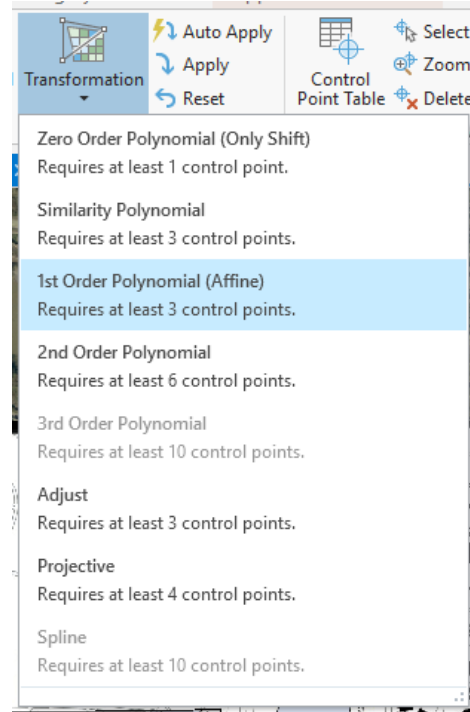 Auto Apply
Select
Transformation
Apply
Control
Point Table
Zoom
Reset
Delete
Zero Order Polynomial (Only Shift)
Requires at least 1 control point.
Similarity Polynomial
Requires at least 3 control points.
1st Order Polynomial (Affine)
Requires at least 3 control points.
2nd Order Polynomial
Requires at least 6 control points.
3rd Order Polynomial
Requires at least 10 control points.
Adjust
Requires at least 3 control points.
Projective
Requires at least 4 control points.
Spline
Requires at least 10 control points.